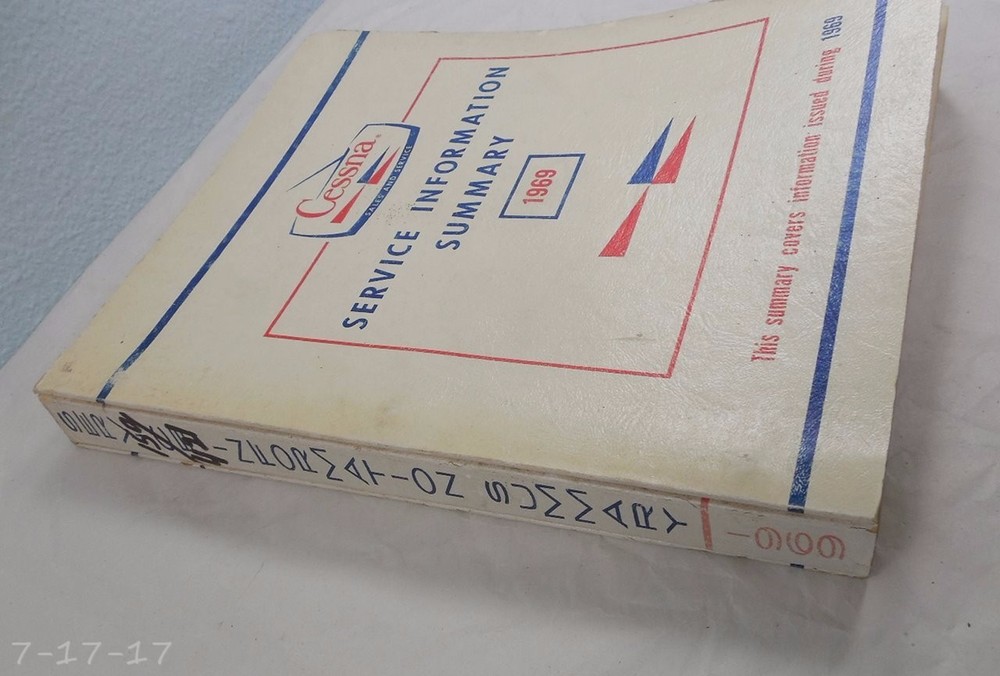 Cessna
SALES AND SERVICE
SERVICE INFORMATION
SUMMARY
1969
This summary covers information issued during 1969
INFORMATION SUMMARY 1969
7-17-17